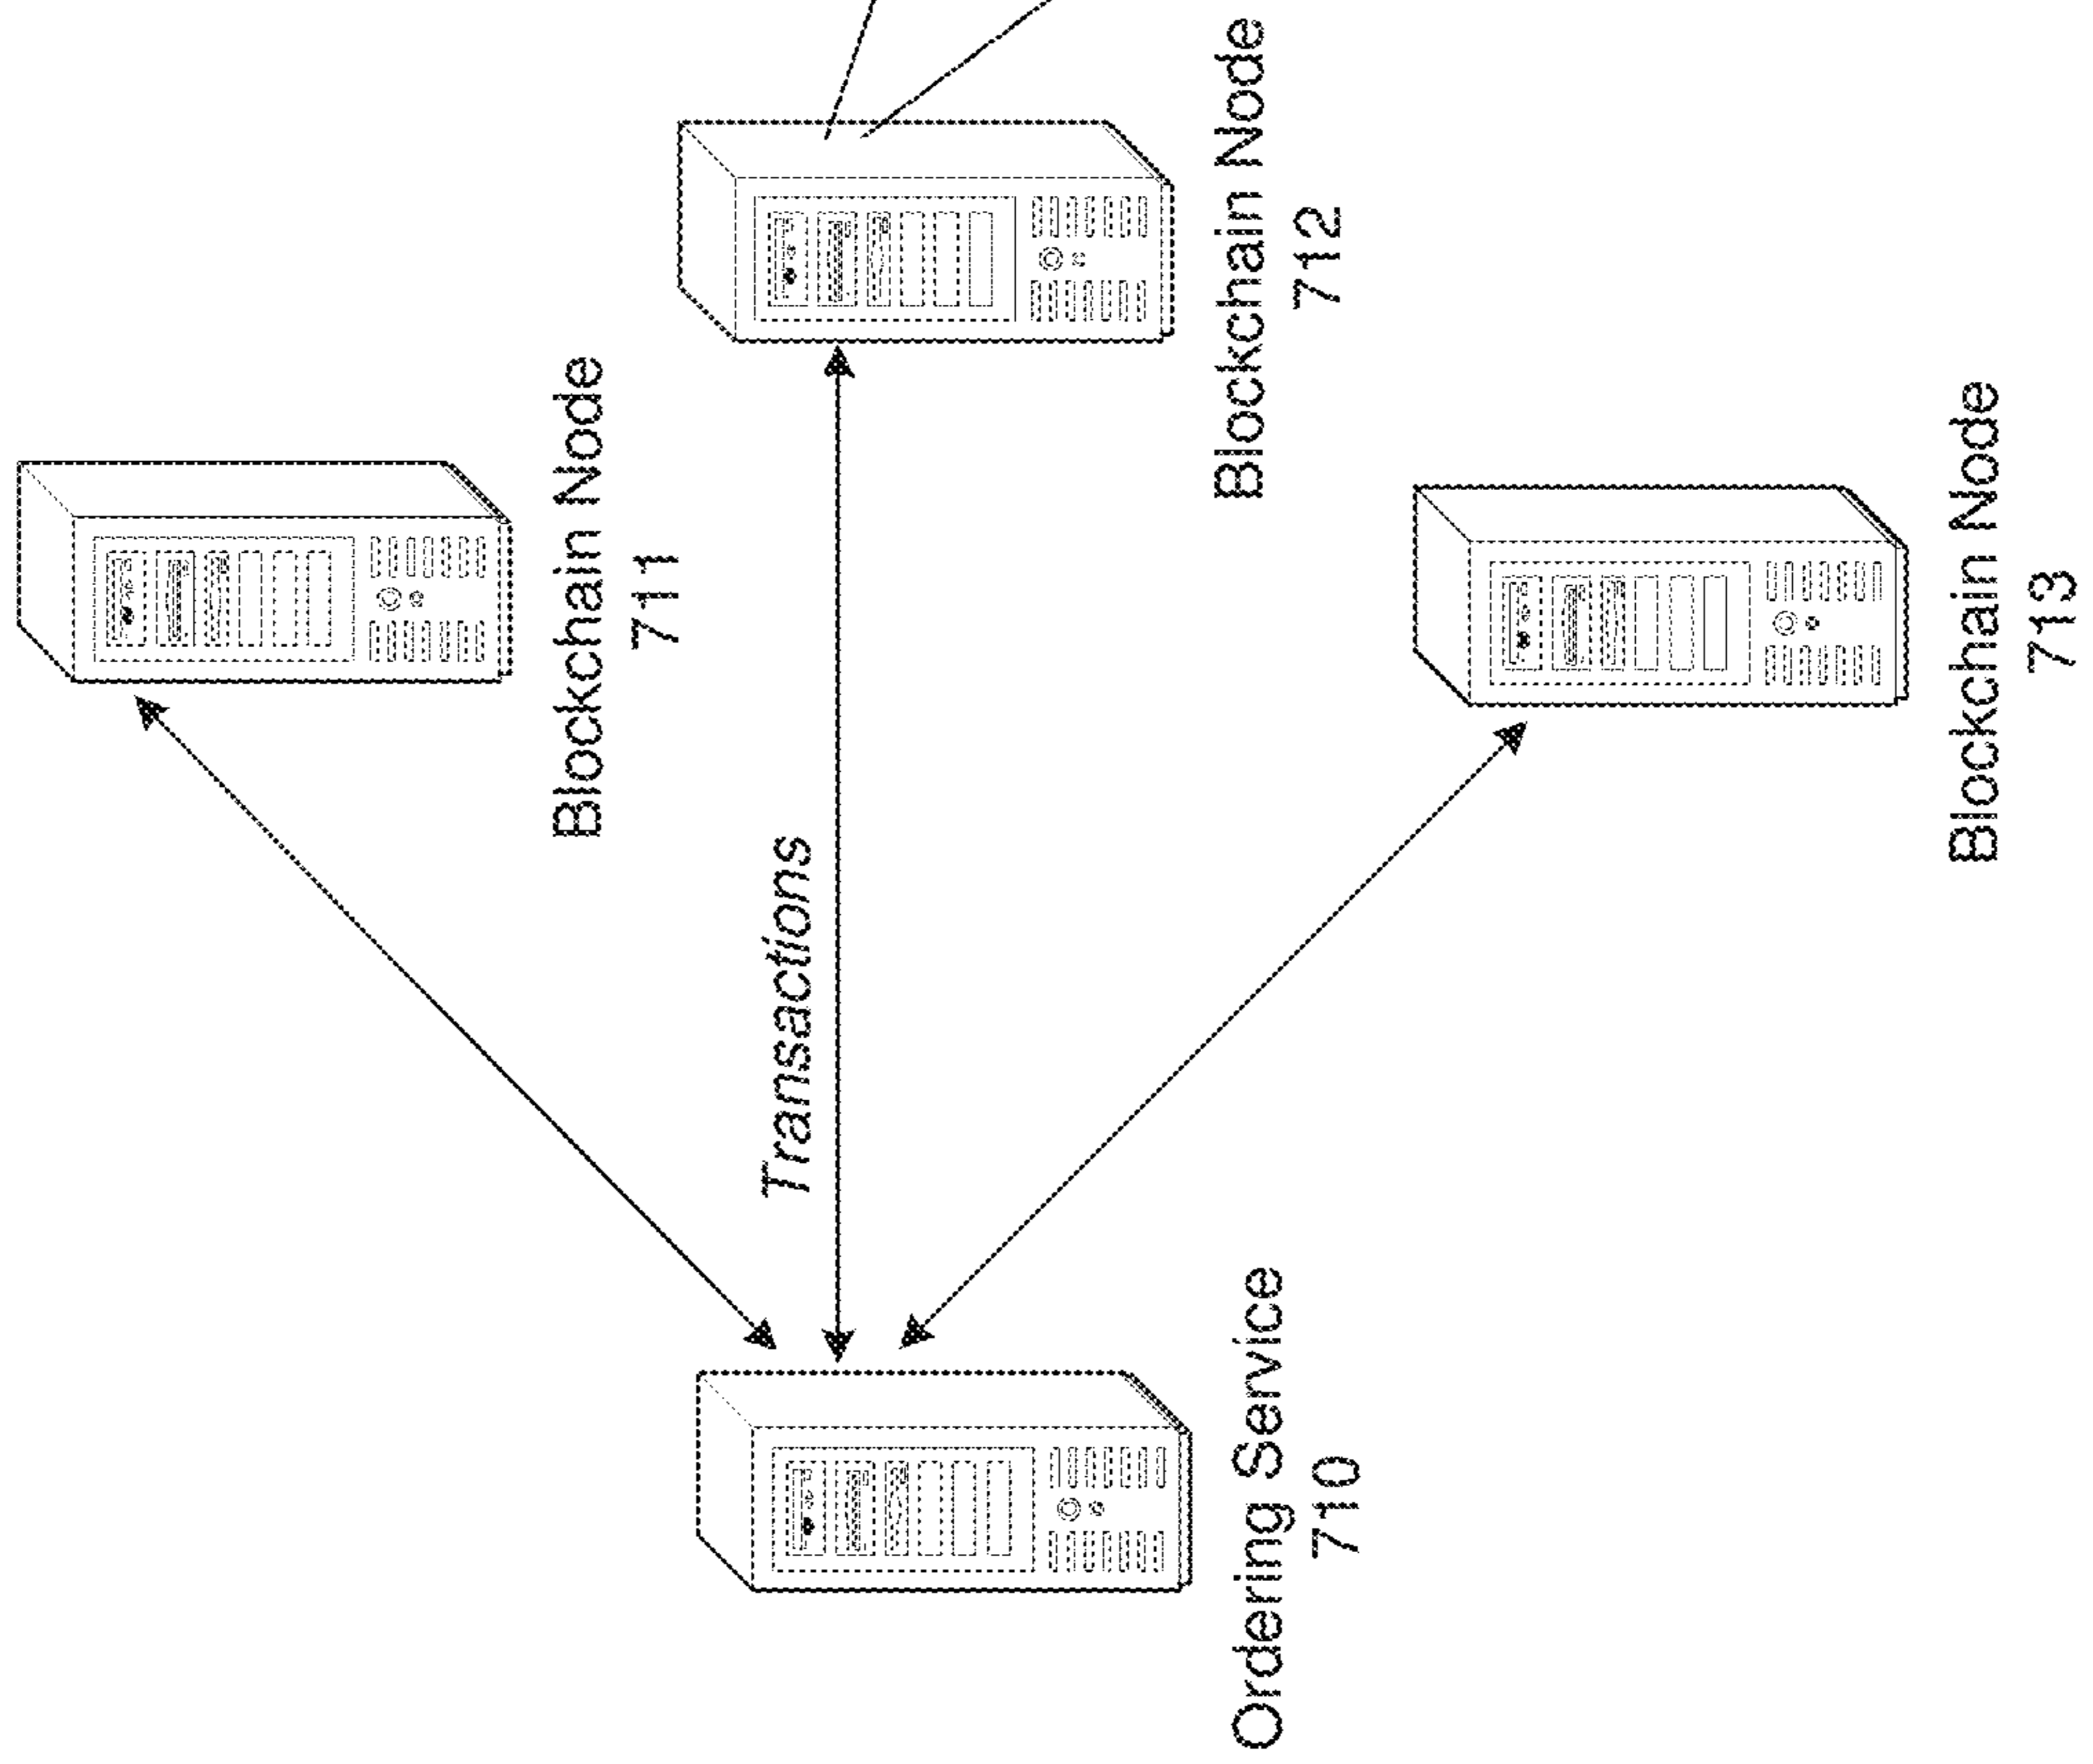 Blockchain Node
711
Transactions
Ordering Service
710
Blockchain Node
712
Blockchain Node
713